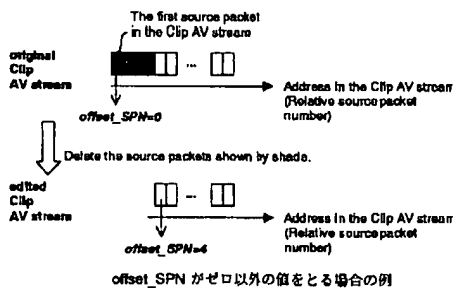 The first source packet
in the Clip AV stream
original
Clip
AV stream
...
Address in the Clip AV stream
(Relative source packet
number)
offset_SPN=0
Delete the source packets shown by shade.
edited
Clip
AV stream
...
Address in the Clip AV stream
(Relative source packet
number)
offset_SPN=4
offset_SPN がゼロ以外の値をとる場合の例